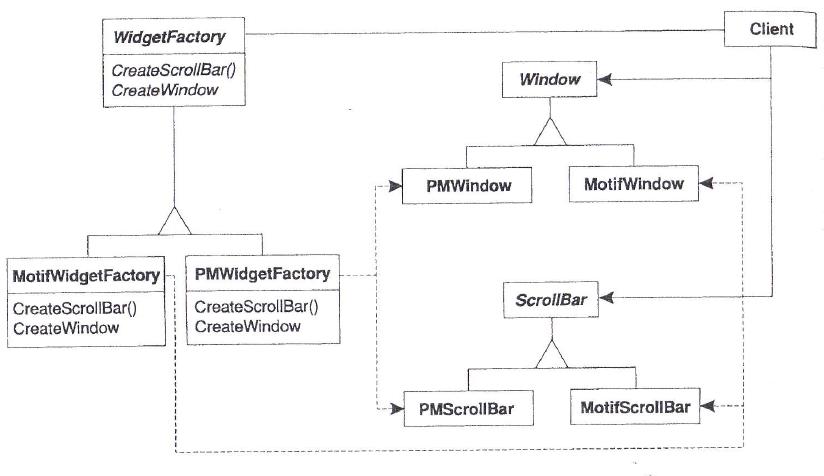 WidgetFactory
CreateScrollBar()
CreateWindow
Client
Window
PMWindow
MotifWindow
MotifWidgetFactory
CreateScrollBar()
CreateWindow
PMWidgetFactory
CreateScrollBar()
CreateWindow
ScrollBar
PMScrollBar
MotifScrollBar